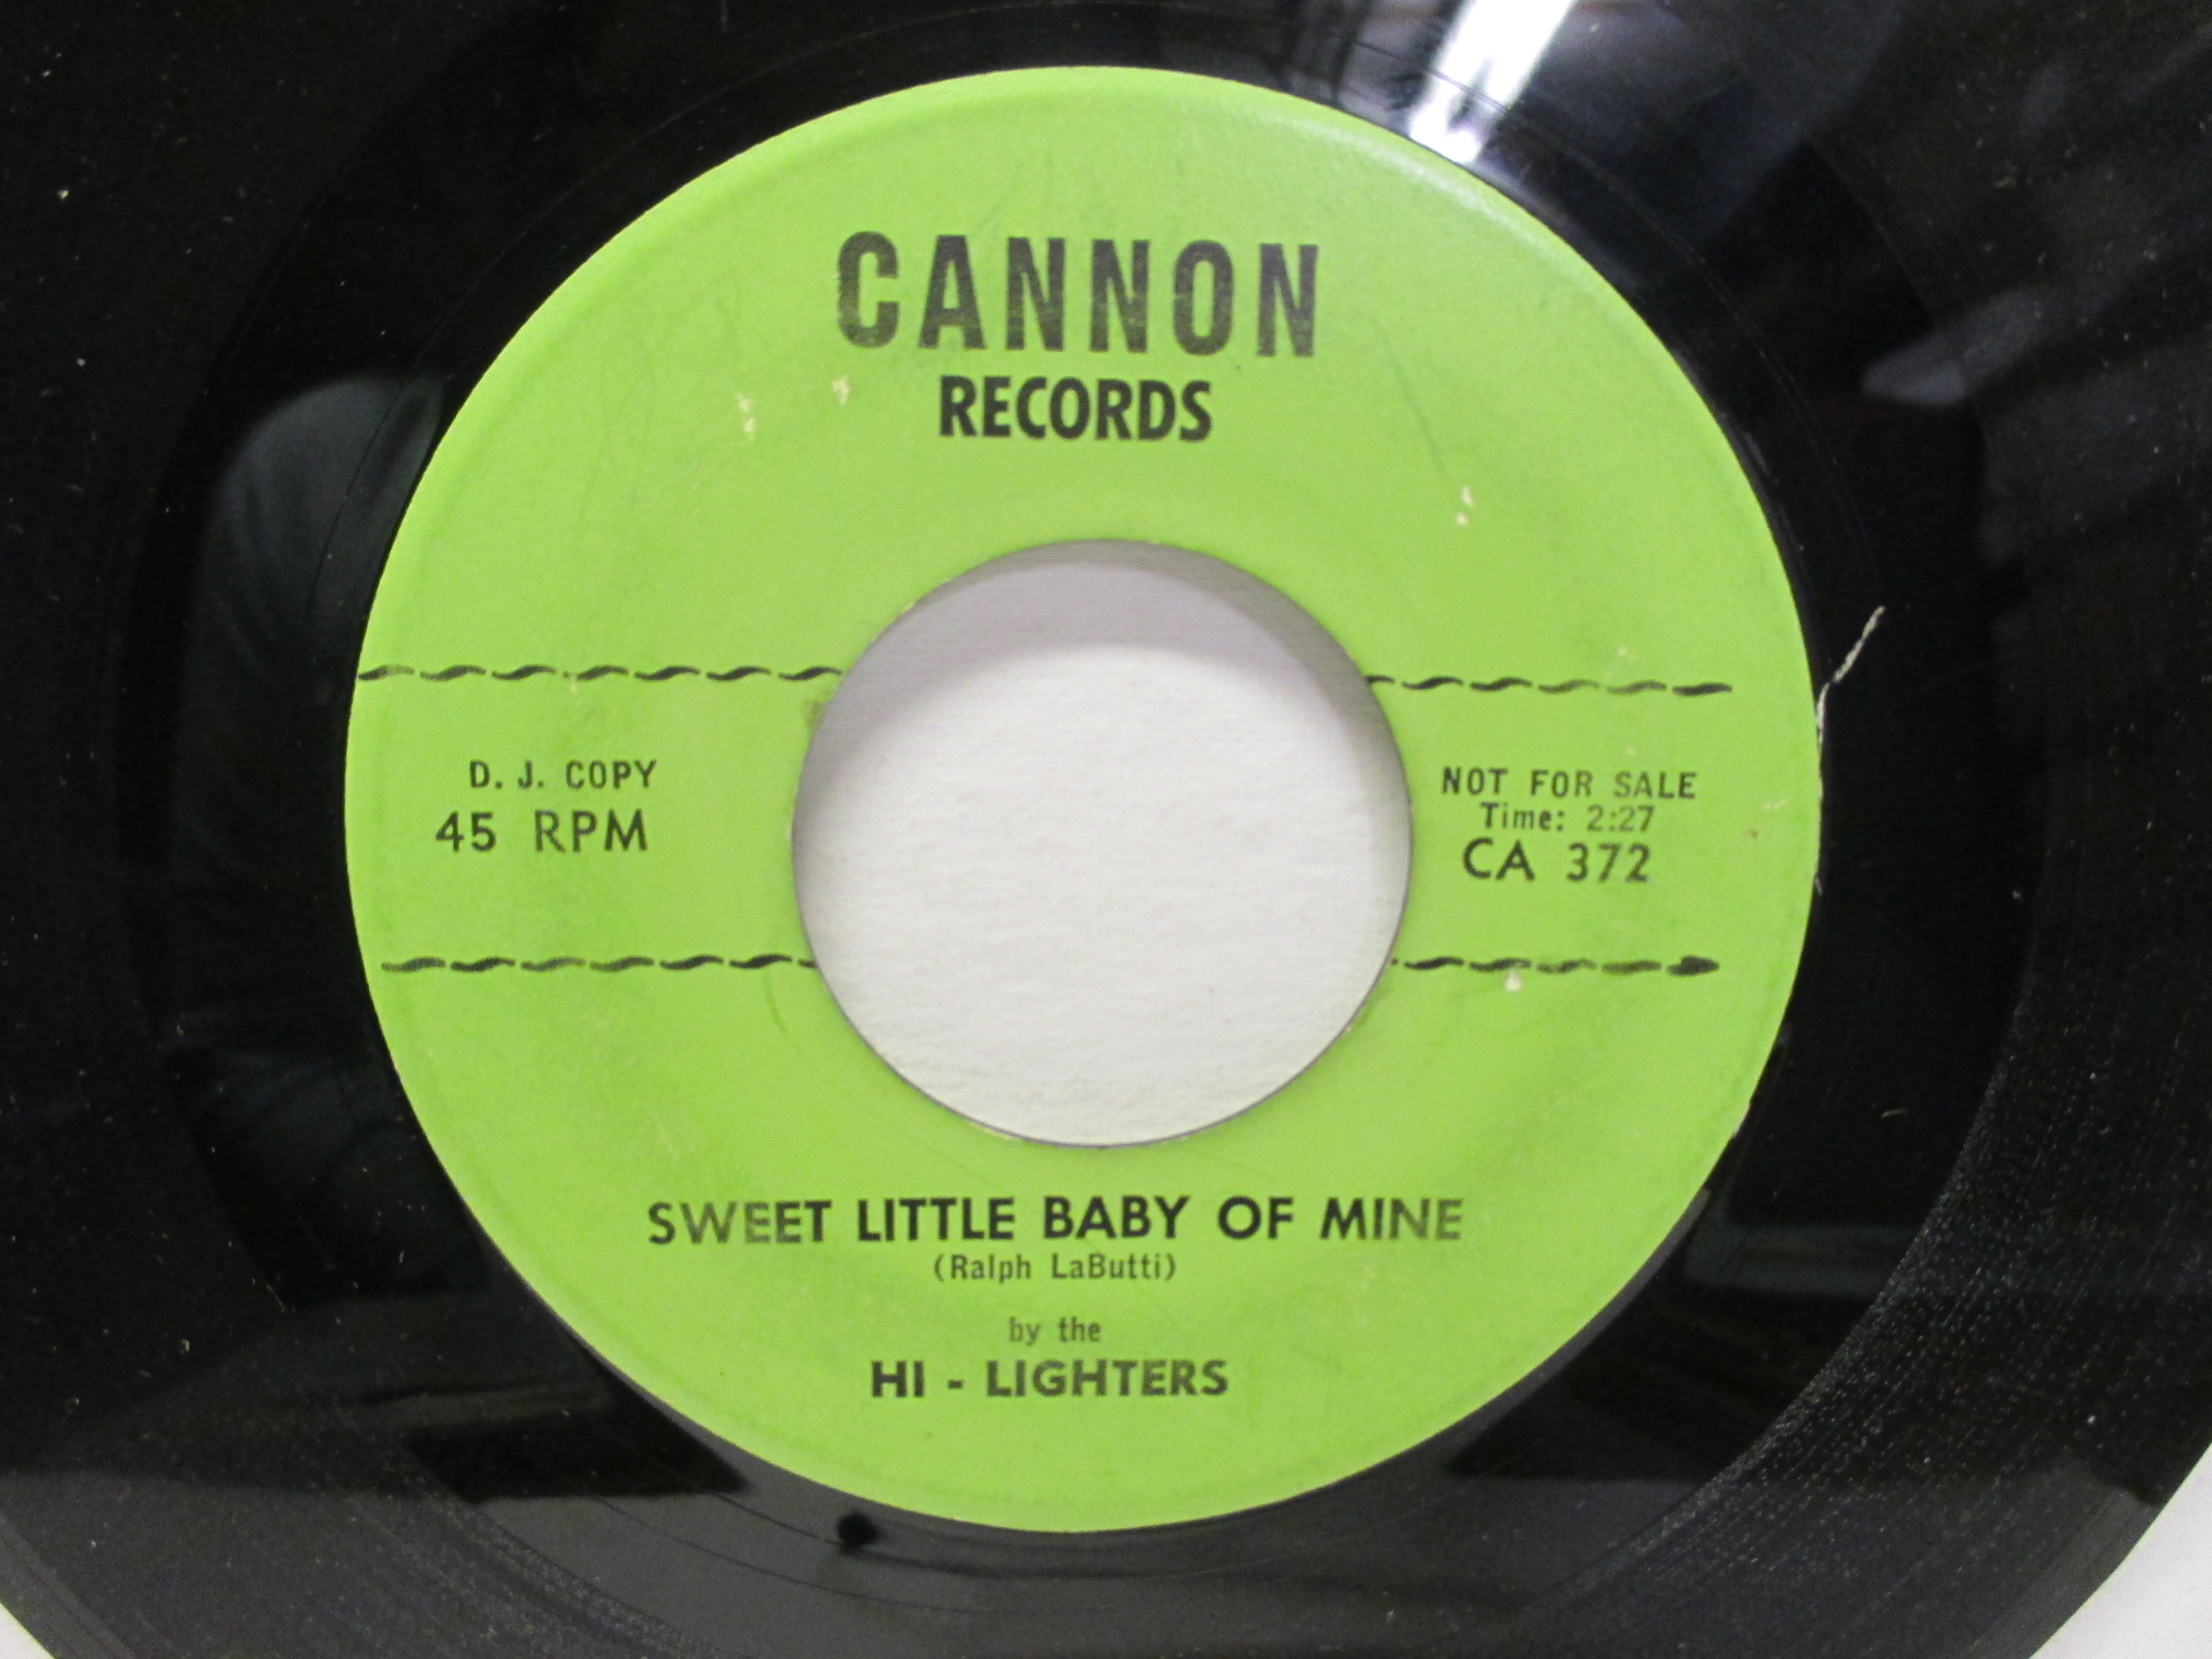 CANNON
RECORDS
D. J. COPY
45 RPM
NOT FOR SALE
Time: 2:27
CA 372
SWEET LITTLE BABY OF MINE
(Ralph LaButti)
by the
HI - LIGHTERS